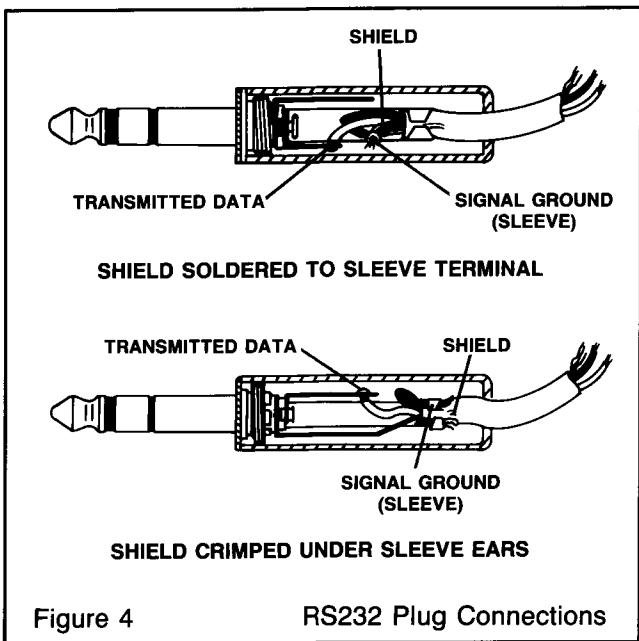 SHIELD
TRANSMITTED DATA
SIGNAL GROUND
(SLEEVE)
SHIELD SOLDERED TO SLEEVE TERMINAL
TRANSMITTED DATA
SHIELD
SIGNAL GROUND
(SLEEVE)
SHIELD CRIMPED UNDER SLEEVE EARS
Figure 4 RS232 Plug Connections